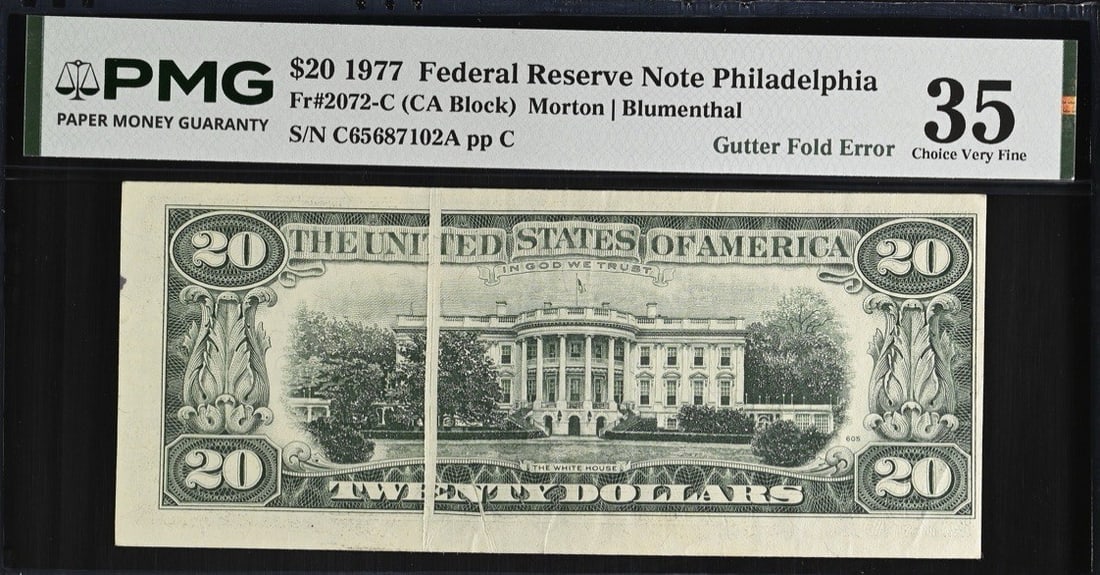 PMG
PAPER MONEY GUARANTY
$20 1977 Federal Reserve Note Philadelphia
Fr#2072-C (CA Block) Morton | Blumenthal
S/N C65687102A pp C
Gutter Fold Error
35
Choice Very Fine
20
THE UNITED STATES OF AMERICA
20
IN GOD WE TRUST
605
THE WHITE HOUSE
20
TWENTY DOLLARS
20